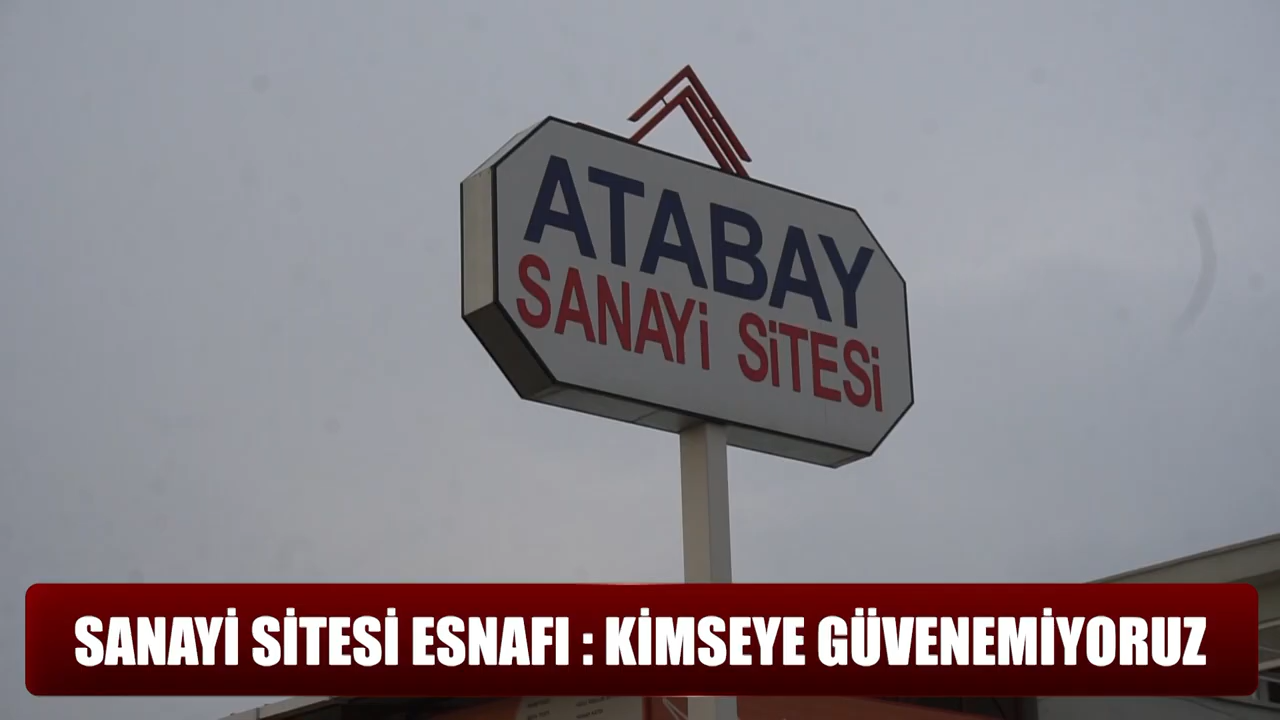 ATABAY
SANAYi SiTESi
SANAYİ SİTESİ ESNAFI : KİMSEYE GÜVENEMİYORUZ